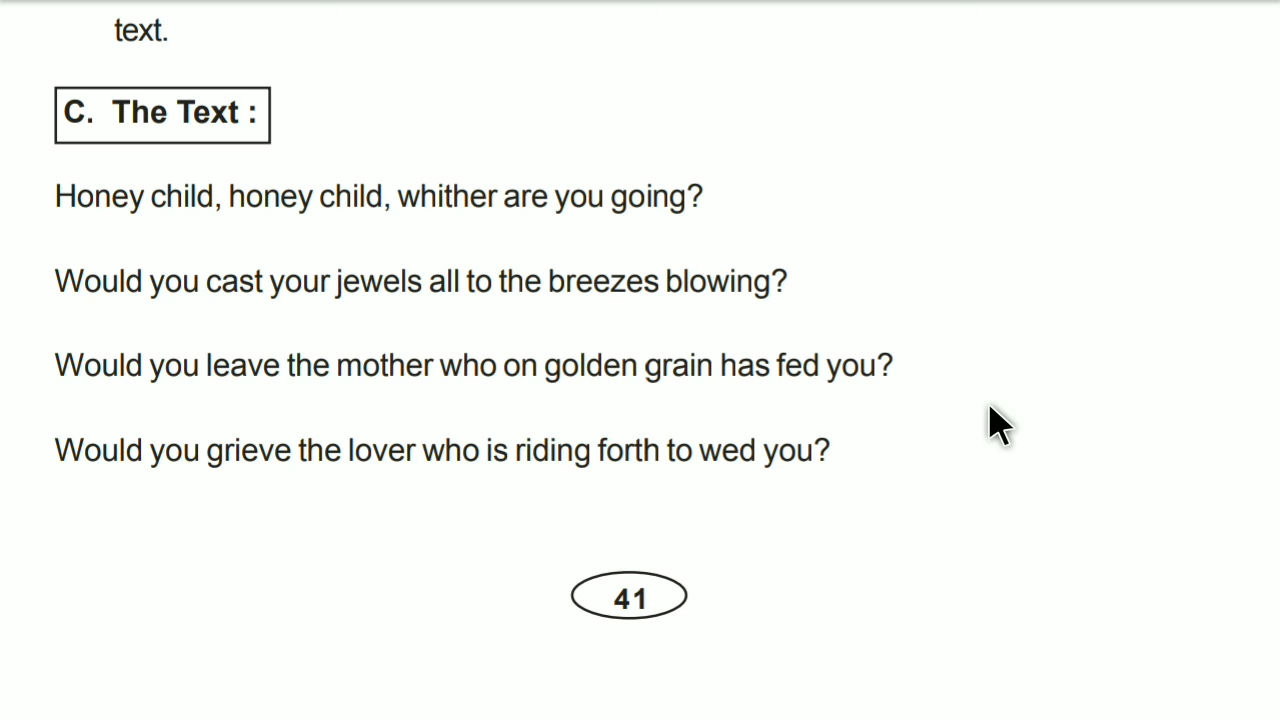 text.
C. The Text :
Honey child, honey child, whither are you going?
Would you cast your jewels all to the breezes blowing?
Would you leave the mother who on golden grain has fed you?
Would you grieve the lover who is riding forth to wed you?
41